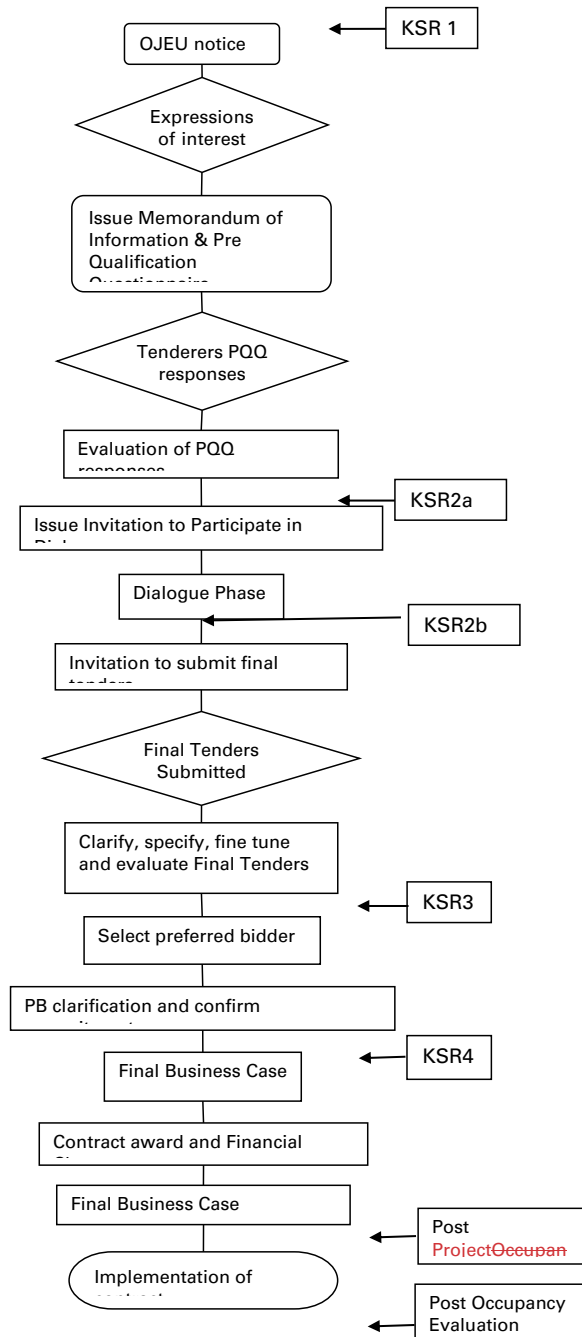 OJEU notice
KSR 1
Expressions
of interest
Issue Memorandum of
Information & Pre
Qualification
Tenderers PQQ
responses
Evaluation of PQQ
responses
KSR2a
Issue Invitation to Participate in
Dialogue Phase
KSR2b
Invitation to submit final
tenders
Final Tenders
Submitted
Clarify, specify, fine tune
and evaluate Final Tenders
KSR3
Select preferred bidder
PB clarification and confirm
KSR4
Final Business Case
Contract award and Financial
Final Business Case
Post
ProjectOccupan
Implementation of
Post Occupancy
Evaluation